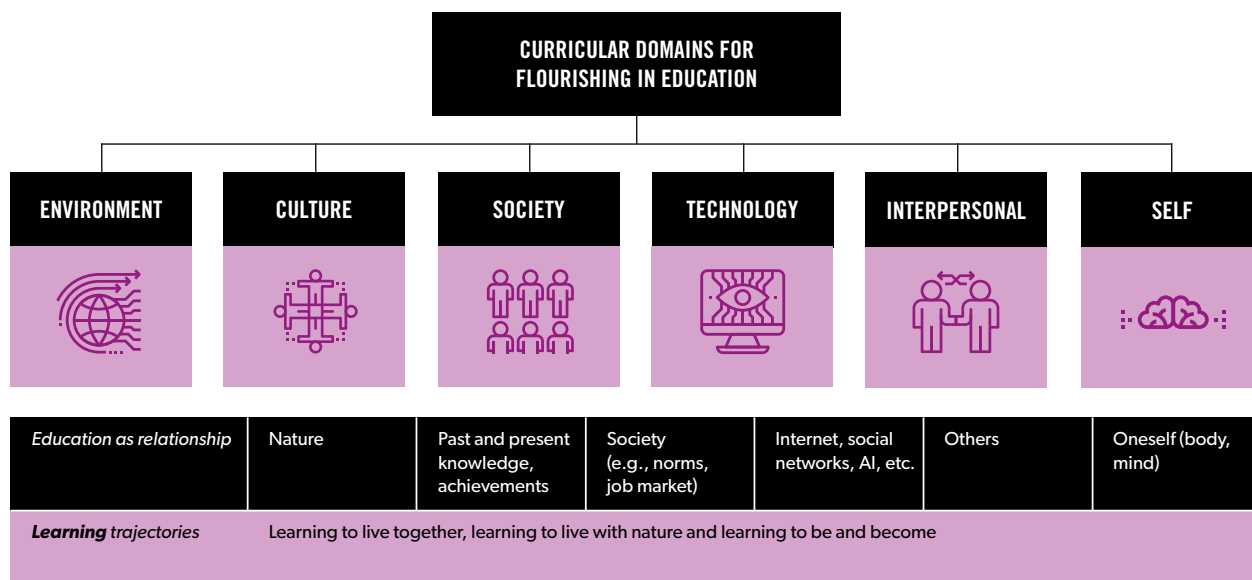 CURRICULAR DOMAINS FOR
FLOURISHING IN EDUCATION
ENVIRONMENT
CULTURE
SOCIETY
TECHNOLOGY
INTERPERSONAL
SELF
Education as relationship
Nature
Past and present
knowledge,
achievements
Society
(e.g., norms,
job market)
Internet, social
networks, AI, etc.
Others
Oneself (body,
mind)
Learning trajectories
Learning to live together, learning to live with nature and learning to be and become